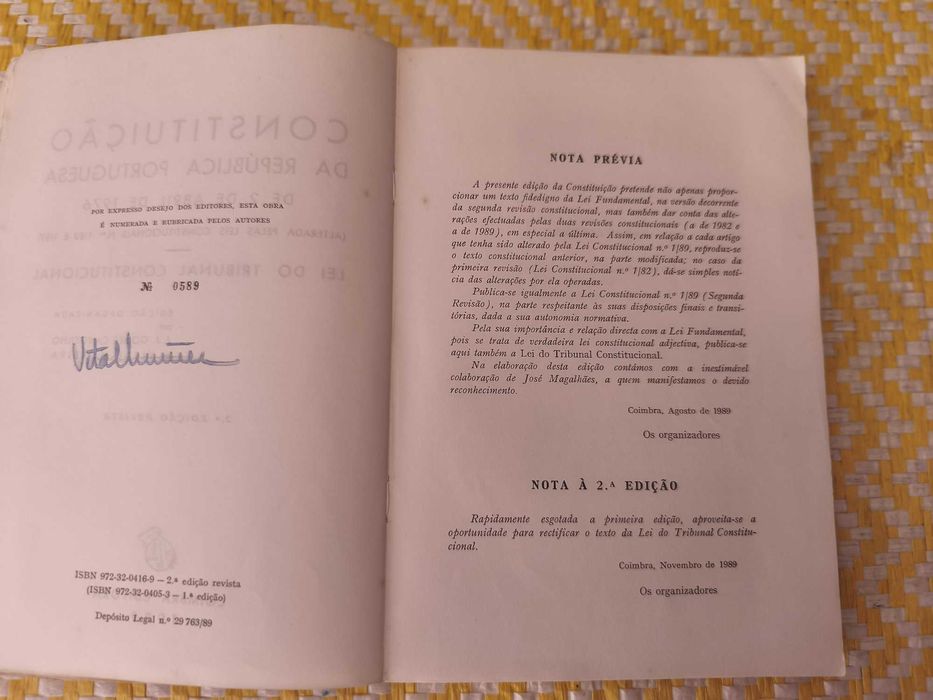 POR EXPRESSO DESEJO DOS EDITORES, ESTA OBRA
É NUMERADA E RUBRICADA PELOS AUTORES
№ 0589
ISBN 972-32-0416-9 — 2.ª edição revista
(ISBN 972-32-0405-3 — 1.ª edição)
Depósito Legal n.º 29 763/89
NOTA PRÉVIA
A presente edição da Constituição pretende não apenas propor-
cionar um texto fidedigno da Lei Fundamental, na versão decorrente
da segunda revisão constitucional, mas também dar conta das alte-
rações efectuadas pelas duas revisões constitucionais (a de 1982 e
a de 1989), em especial a última. Assim, em relação a cada artigo
que tenha sido alterado pela Lei Constitucional n.º 1/89, reproduz-se
o texto constitucional anterior, na parte modificada; no caso da
primeira revisão (Lei Constitucional n.º 1/82), dá-se simples notí-
cia das alterações por ela operadas.
Publica-se igualmente a Lei Constitucional n.º 1/89 (Segunda
Revisão), na parte respeitante às suas disposições finais e transi-
tórias, dada a sua autonomia normativa.
Pela sua importância e relação directa com a Lei Fundamental,
pois se trata de verdadeira lei constitucional adjectiva, publica-se
aqui também a Lei do Tribunal Constitucional.
Na elaboração desta edição contámos com a inestimável
colaboração de José Magalhães, a quem manifestamos o devido
reconhecimento.
Coimbra, Agosto de 1989
Os organizadores
NOTA À 2.ª EDIÇÃO
Rapidamente esgotada a primeira edição, aproveita-se a
oportunidade para rectificar o texto da Lei do Tribunal Constitu-
cional.
Coimbra, Novembro de 1989
Os organizadores